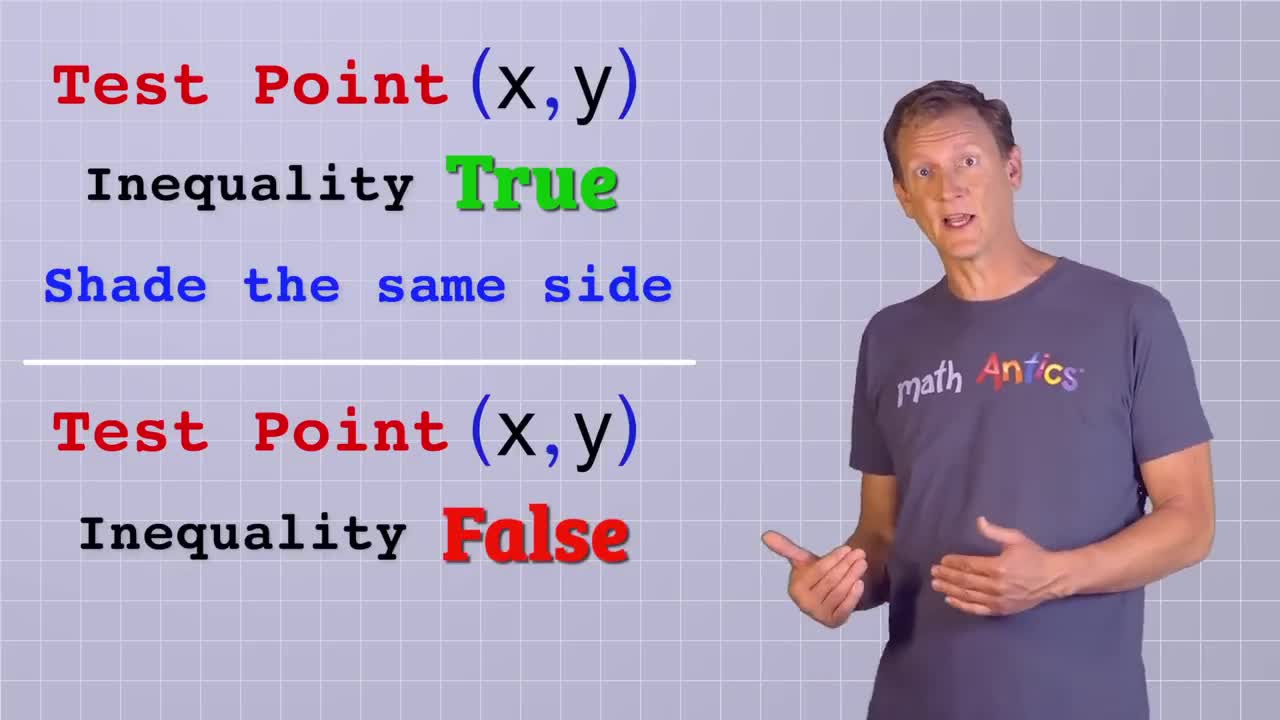 Test Point (x,y)
Inequality True
Shade the same side
Test Point (x,y)
Inequality False
math Antics